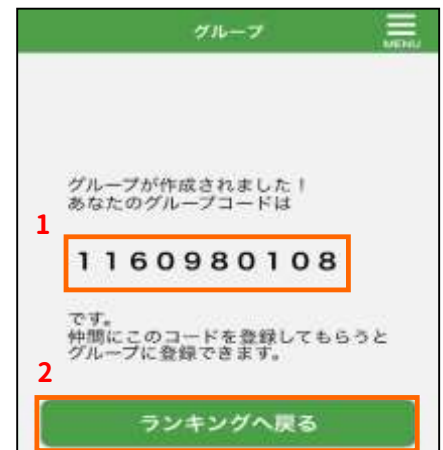 グループ
MENU
グループが作成されました！
あなたのグループコードは
1
1160980108
です。
仲間にこのコードを登録してもらうと
グループに登録できます。
2
ランキングへ戻る